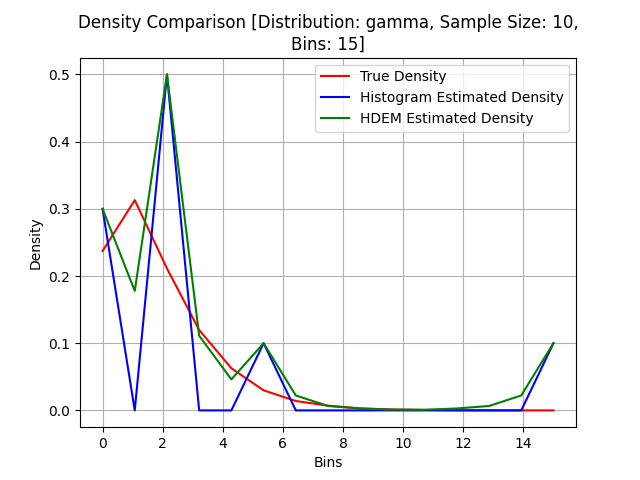 Density Comparison [Distribution: gamma, Sample Size: 10,
Bins: 15]
True Density
Histogram Estimated Density
HDEM Estimated Density
Density
0.5
0.4
0.3
0.2
0.1
0.0
0 2 4 6 8 10 12 14
Bins